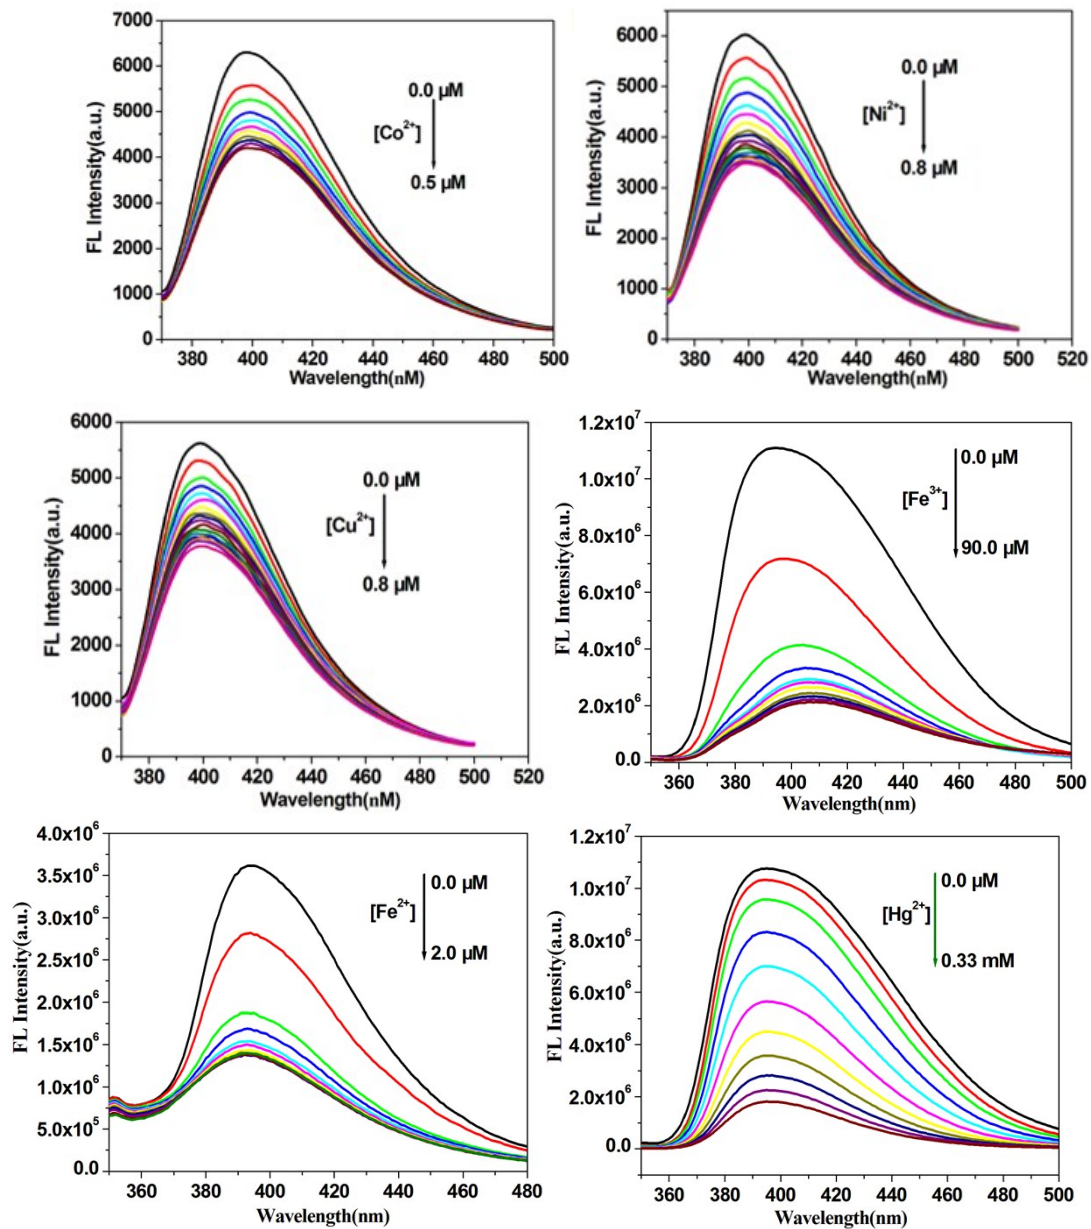 7000
6000
5000
4000
3000
2000
1000
0
FL Intensity(a.u.)
0.0 µM
[Co²⁺]
0.5 µM
380 400 420 440 460 480 500
Wavelength(nM)
6000
5000
4000
3000
2000
1000
0
FL Intensity(a.u.)
0.0 µM
[Ni²⁺]
0.8 µM
380 400 420 440 460 480 500 520
Wavelength(nM)
6000
5000
4000
3000
2000
1000
0
FL Intensity(a.u.)
0.0 µM
[Cu²⁺]
0.8 µM
380 400 420 440 460 480 500 520
Wavelength(nM)
1.2x10⁷
1.0x10⁷
8.0x10⁶
6.0x10⁶
4.0x10⁶
2.0x10⁶
0.0
FL Intensity(a.u.)
0.0 µM
[Fe³⁺]
90.0 µM
360 380 400 420 440 460 480 500
Wavelength(nm)
4.0x10⁶
3.5x10⁶
3.0x10⁶
2.5x10⁶
2.0x10⁶
1.5x10⁶
1.0x10⁶
5.0x10⁵
0.0
FL Intensity(a.u.)
0.0 µM
[Fe²⁺]
2.0 µM
360 380 400 420 440 460 480
Wavelength(nm)
1.2x10⁷
1.0x10⁷
8.0x10⁶
6.0x10⁶
4.0x10⁶
2.0x10⁶
0.0
FL Intensity(a.u.)
0.0 µM
[Hg²⁺]
0.33 mM
340 360 380 400 420 440 460 480 500
Wavelength(nm)